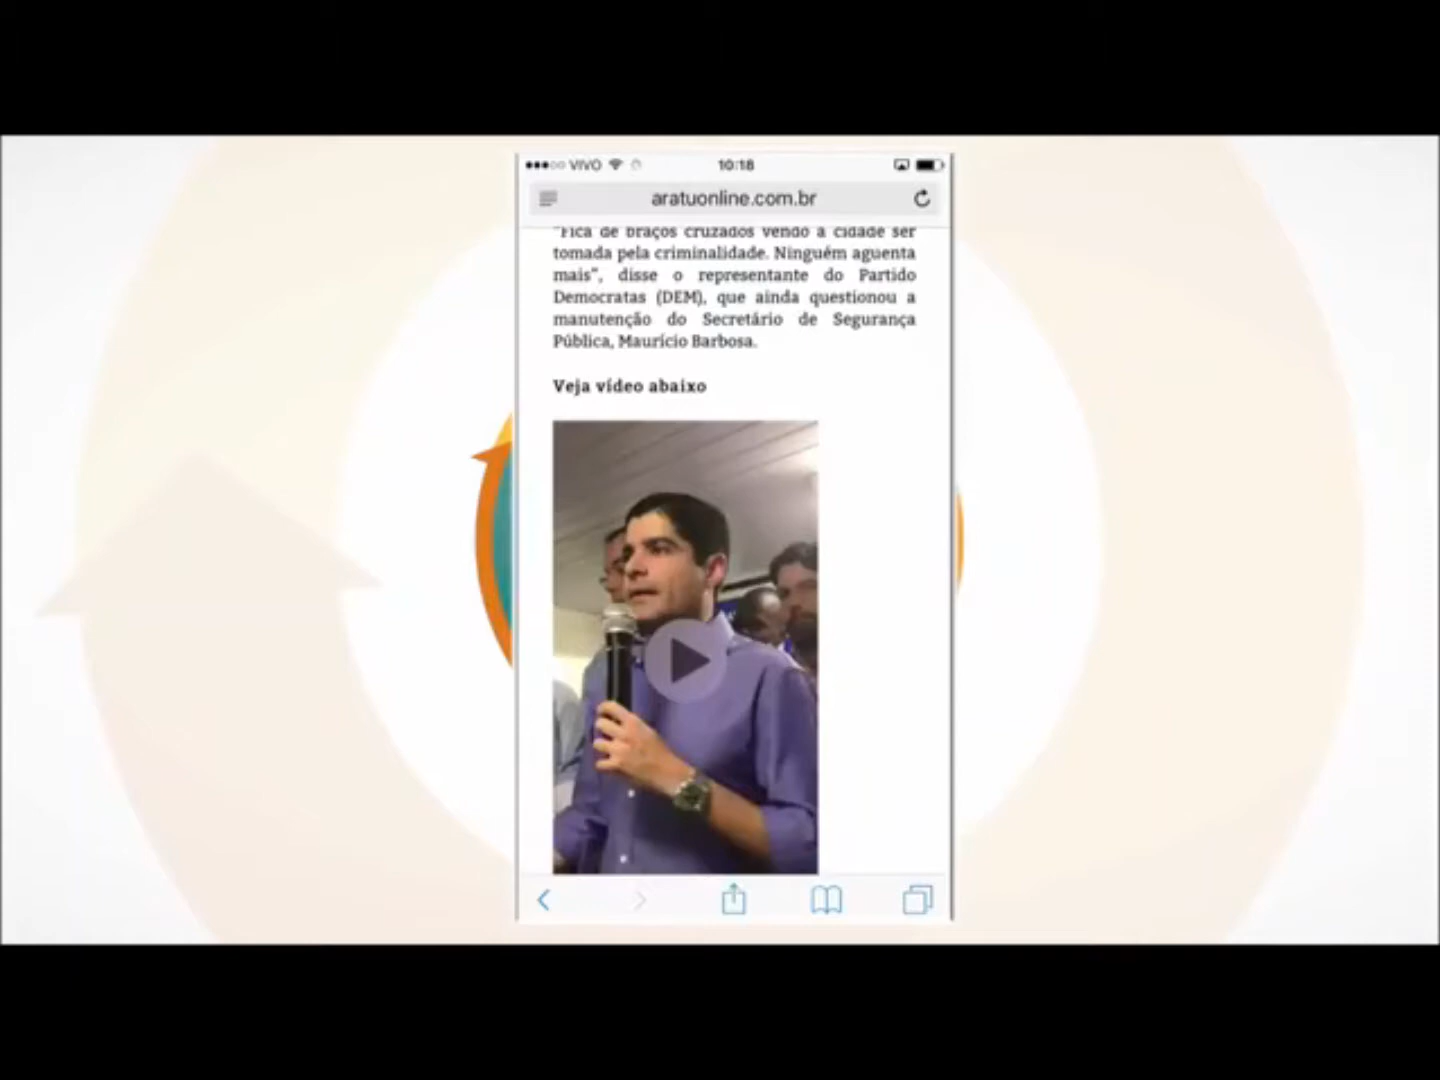 VIVO 10:18
aratuonline.com.br
"Fica de braços cruzados vendo a cidade ser
tomada pela criminalidade. Ninguém aguenta
mais", disse o representante do Partido
Democratas (DEM), que ainda questionou a
manutenção do Secretário de Segurança
Pública, Maurício Barbosa.
Veja vídeo abaixo